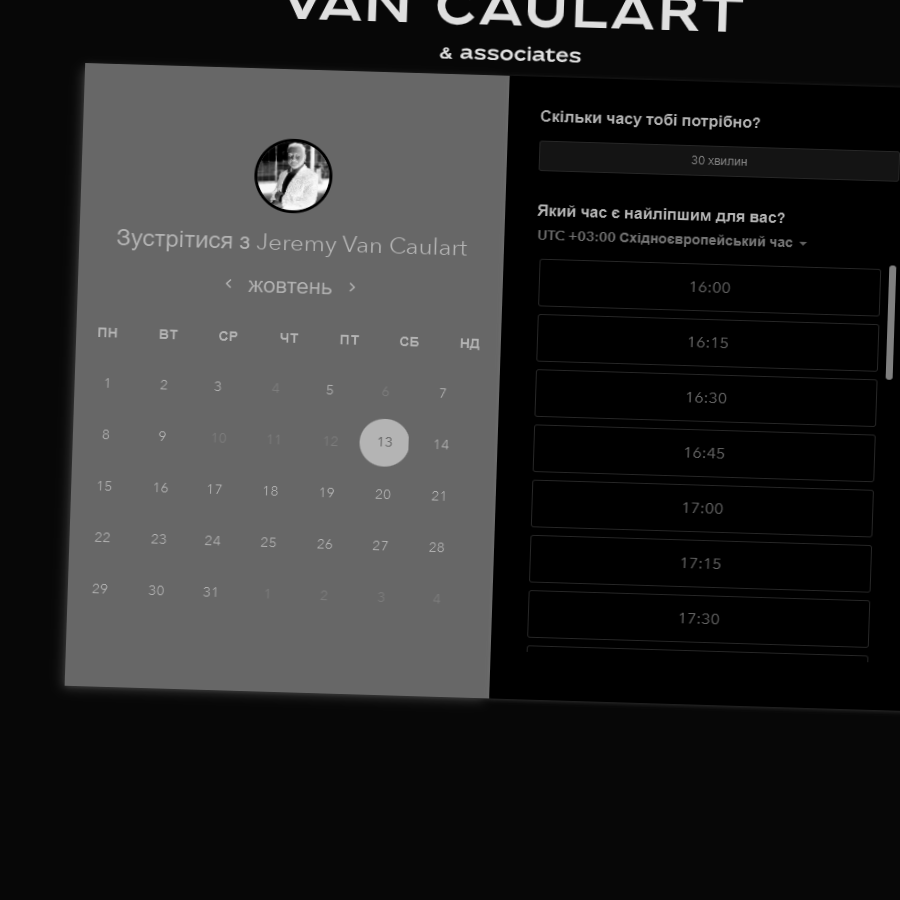 VAN CAULART
& associates
Зустрітися з Jeremy Van Caulart
‹ жовтень ›
ПН ВТ СР ЧТ ПТ СБ НД
1 2 3 4 5 6 7
8 9 10 11 12 13 14
15 16 17 18 19 20 21
22 23 24 25 26 27 28
29 30 31 1 2 3 4
Скільки часу тобі потрібно?
30 хвилин
Який час є найліпшим для вас?
UTC +03:00 Східноєвропейський час
16:00
16:15
16:30
16:45
17:00
17:15
17:30